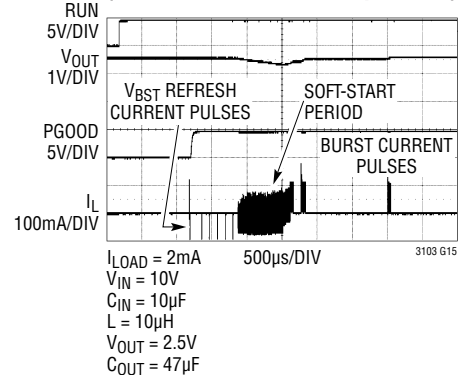 RUN
5V/DIV
VOUT
1V/DIV
VBST REFRESH
CURRENT PULSES
SOFT-START
PERIOD
PGOOD
5V/DIV
BURST CURRENT
PULSES
IL
100mA/DIV
ILOAD = 2mA
500µs/DIV
3103 G15
VIN = 10V
CIN = 10µF
L = 10µH
VOUT = 2.5V
COUT = 47µF